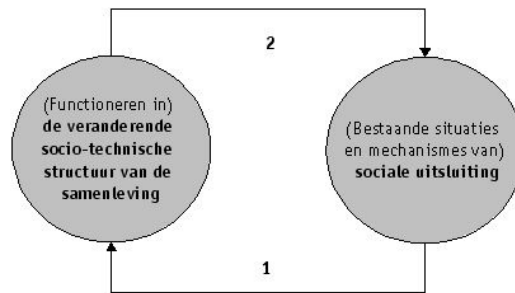 2
(Functioneren in)
de veranderende
socio-technische
structuur van de
samenleving
(Bestaande situaties
en mechanismes van)
sociale uitsluiting
1